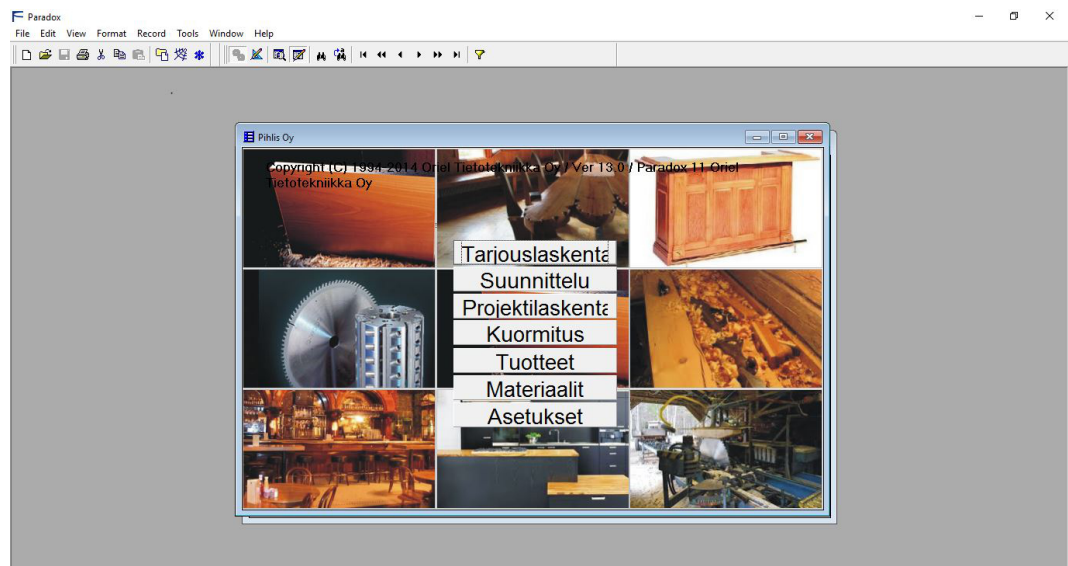 Paradox
File Edit View Format Record Tools Window Help
Pihlis Oy
Copyright (C) 1994-2014 Oriel Tietotekniikka Oy / Ver 13.0 / Paradox 11 Oriel
Tietotekniikka Oy
Tarjouslaskenta
Suunnittelu
Projektilaskenta
Kuormitus
Tuotteet
Materiaalit
Asetukset